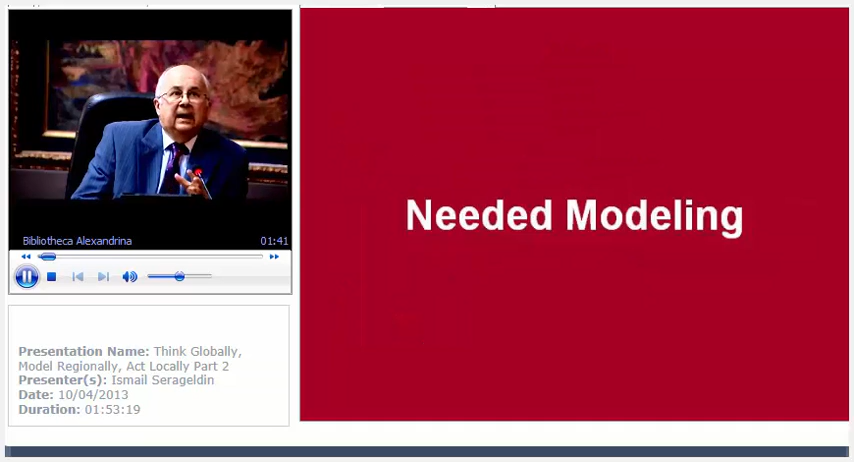 Bibliotheca Alexandrina 01:41
Presentation Name: Think Globally,
Model Regionally, Act Locally Part 2
Presenter(s): Ismail Serageldin
Date: 10/04/2013
Duration: 01:53:19
Needed Modeling